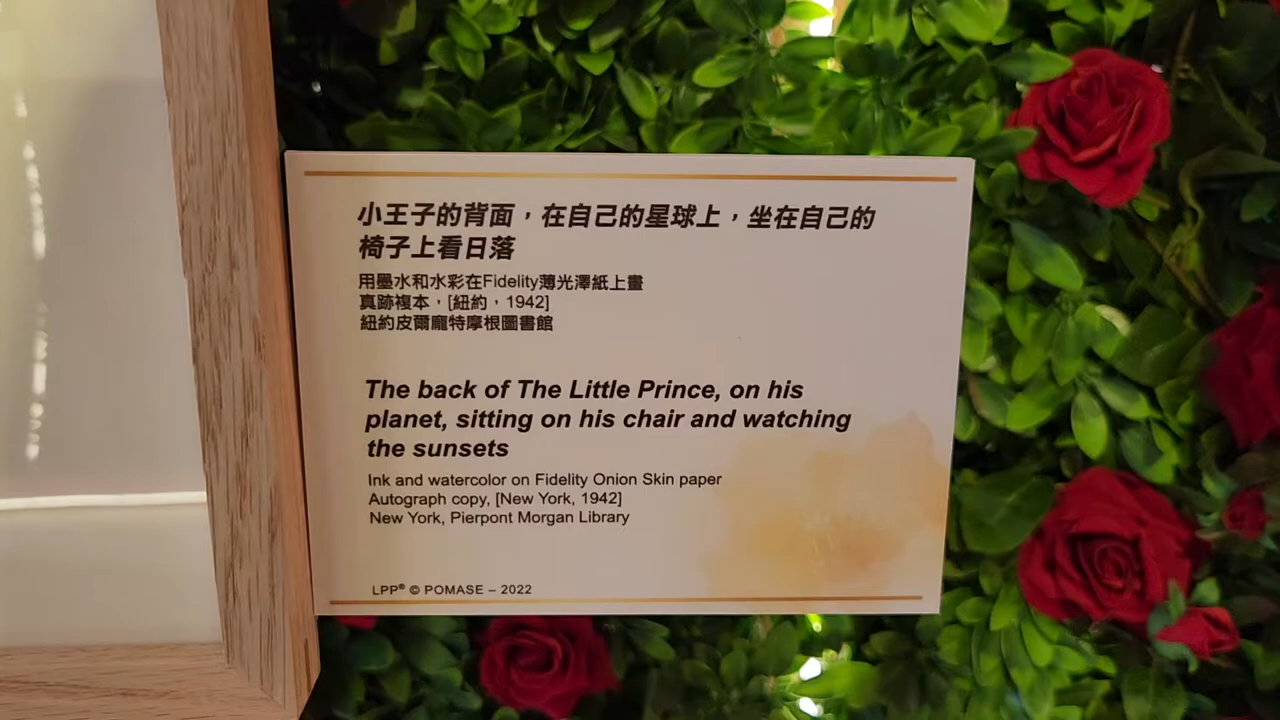 小王子的背面，在自己的星球上，坐在自己的
椅子上看日落
用墨水和水彩在Fidelity薄光澤紙上畫
真跡複本，[紐約，1942]
紐約皮爾龐特摩根圖書館
The back of The Little Prince, on his
planet, sitting on his chair and watching
the sunsets
Ink and watercolor on Fidelity Onion Skin paper
Autograph copy, [New York, 1942]
New York, Pierpont Morgan Library
LPP® © POMASE – 2022